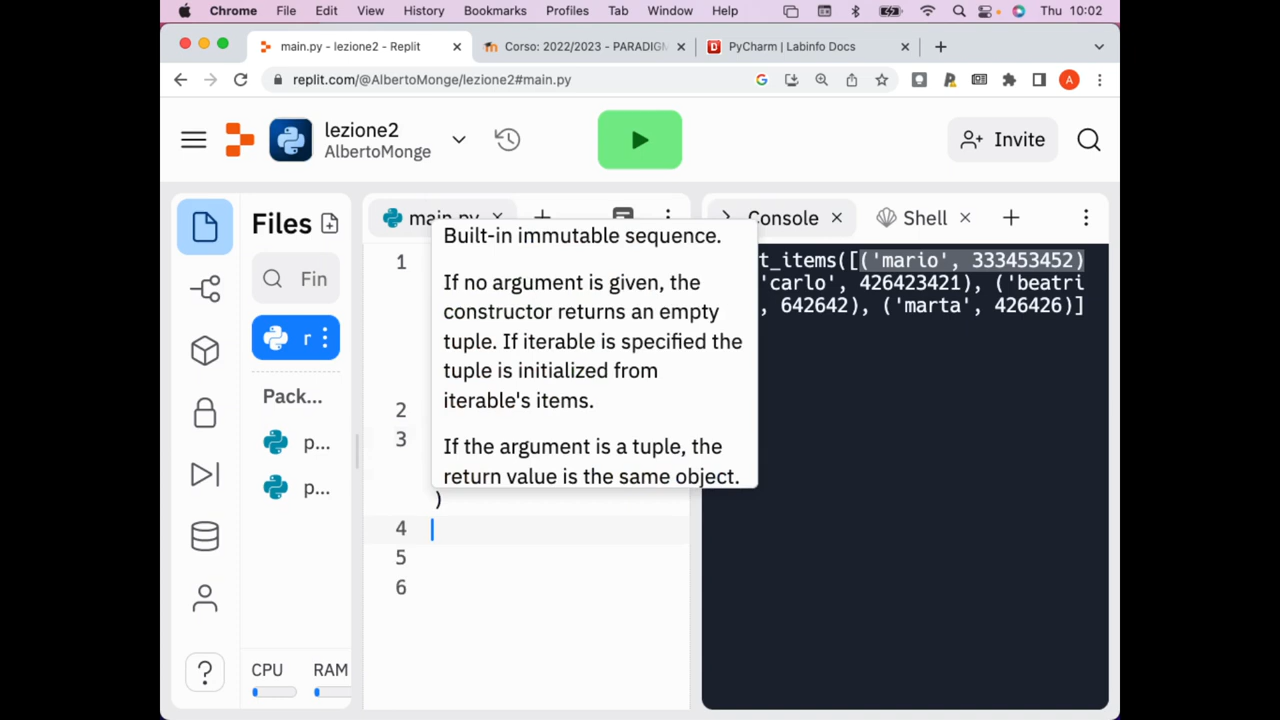 Chrome File Edit View History Bookmarks Profiles Tab Window Help Thu 10:02
main.py - lezione2 - Replit
Corso: 2022/2023 - PARADIGM
PyCharm | Labinfo Docs
replit.com/@AlbertoMonge/lezione2#main.py
lezione2
AlbertoMonge
Invite
Files
Fin
r
Pack...
p...
p...
CPU RAM
main.py
1
2
3
)
4
5
6
Built-in immutable sequence.
If no argument is given, the
constructor returns an empty
tuple. If iterable is specified the
tuple is initialized from
iterable's items.
If the argument is a tuple, the
return value is the same object.
Console
Shell
t_items([('mario', 333453452)
'carlo', 426423421), ('beatri
, 642642), ('marta', 426426)]